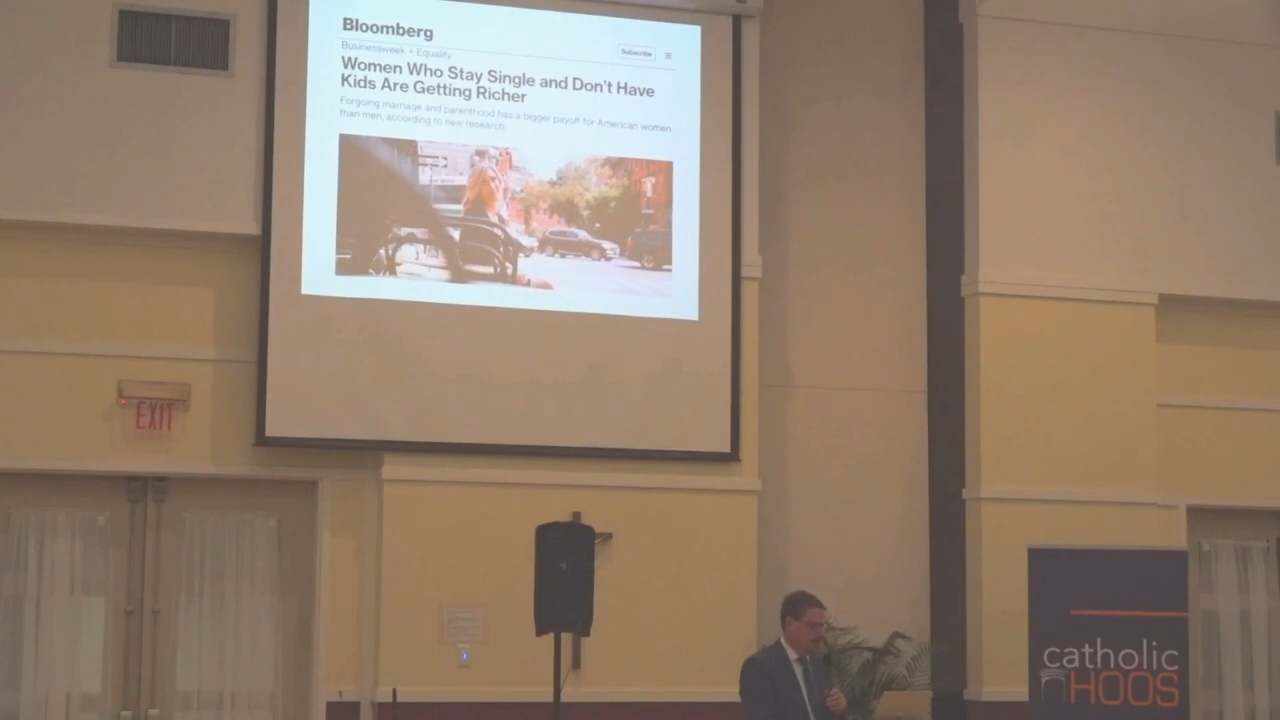 Bloomberg
Businessweek + Equality
Subscribe
Women Who Stay Single and Don't Have
Kids Are Getting Richer
Forgoing marriage and parenthood has a bigger payoff for American women
than men, according to new research.
EXIT
catholic
HOOS